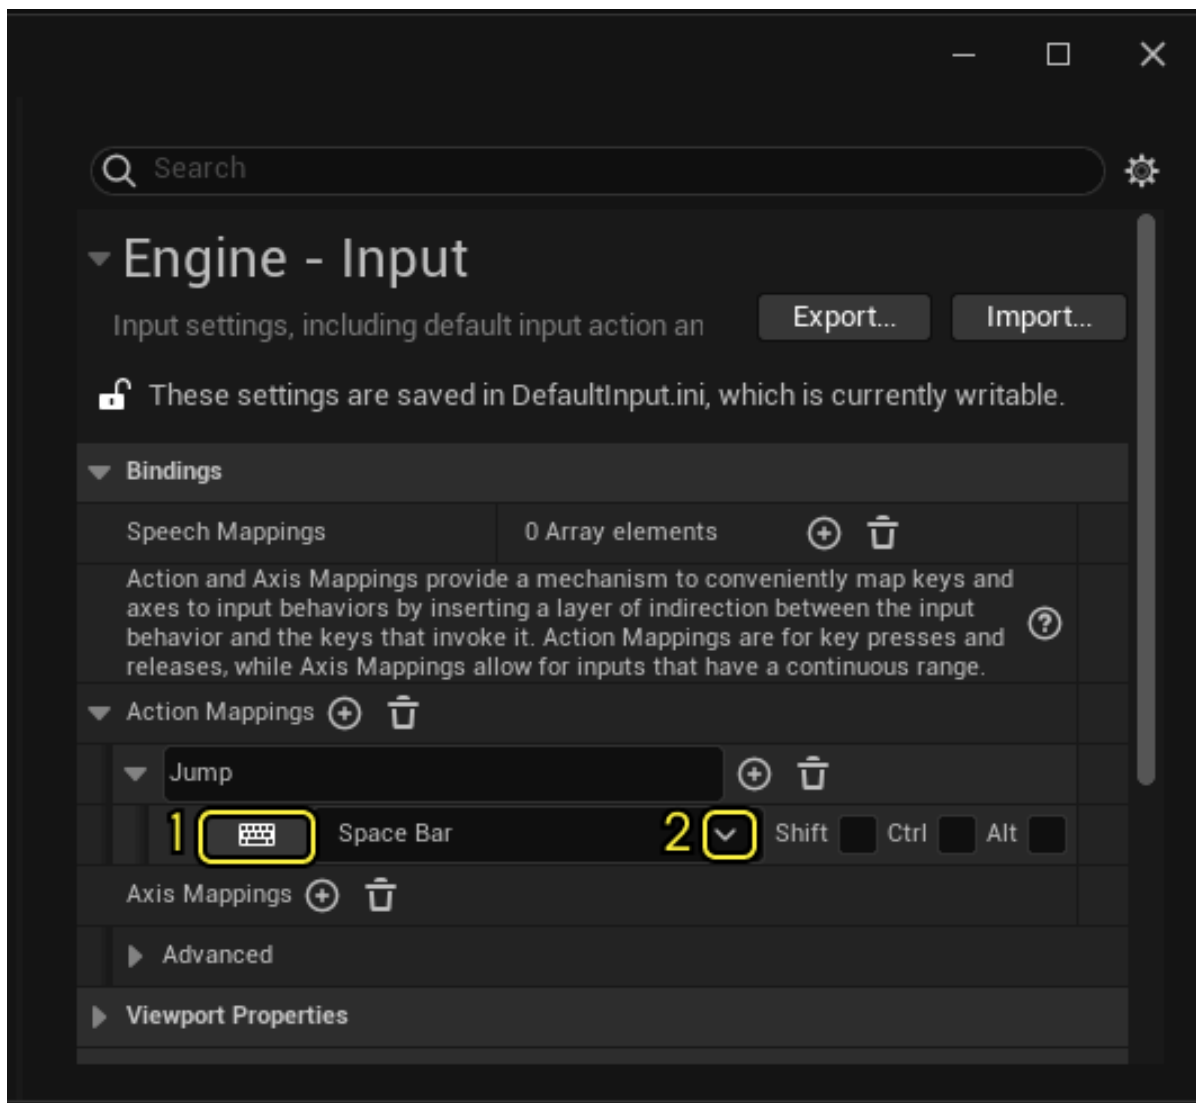 Search
Engine - Input
Input settings, including default input action an
Export...
Import...
These settings are saved in DefaultInput.ini, which is currently writable.
Bindings
Speech Mappings
0 Array elements
Action and Axis Mappings provide a mechanism to conveniently map keys and
axes to input behaviors by inserting a layer of indirection between the input
behavior and the keys that invoke it. Action Mappings are for key presses and
releases, while Axis Mappings allow for inputs that have a continuous range.
Action Mappings
Jump
1 Space Bar 2 Shift Ctrl Alt
Axis Mappings
Advanced
Viewport Properties